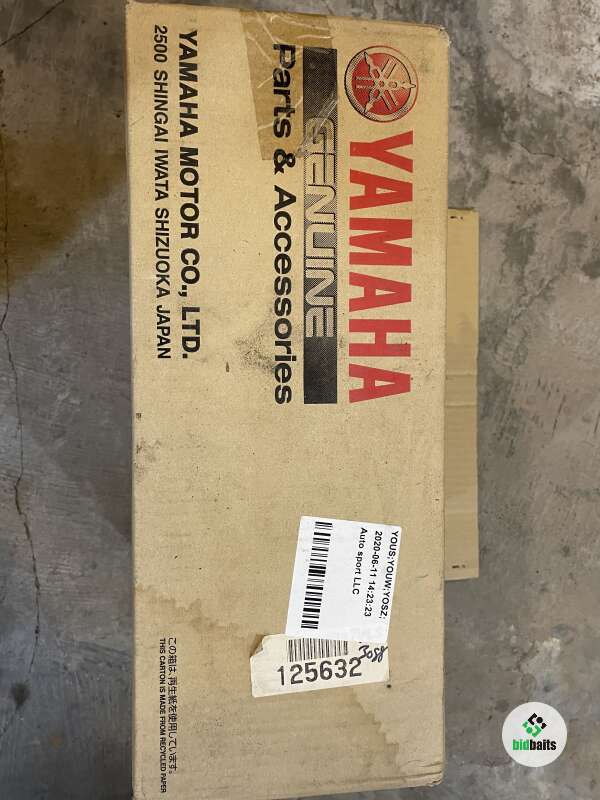 YAMAHA
GENUINE
Parts & Accessories
YAMAHA MOTOR CO., LTD.
2500 SHINGAI IWATA SHIZUOKA JAPAN
YOUS;YOUW;YOSZ;
2020-06-11 14:23:23
Auto sport LLC
125632
この箱は、再生紙を使用しています。
THIS CARTON IS MADE FROM RECYCLED PAPER
bidbaits